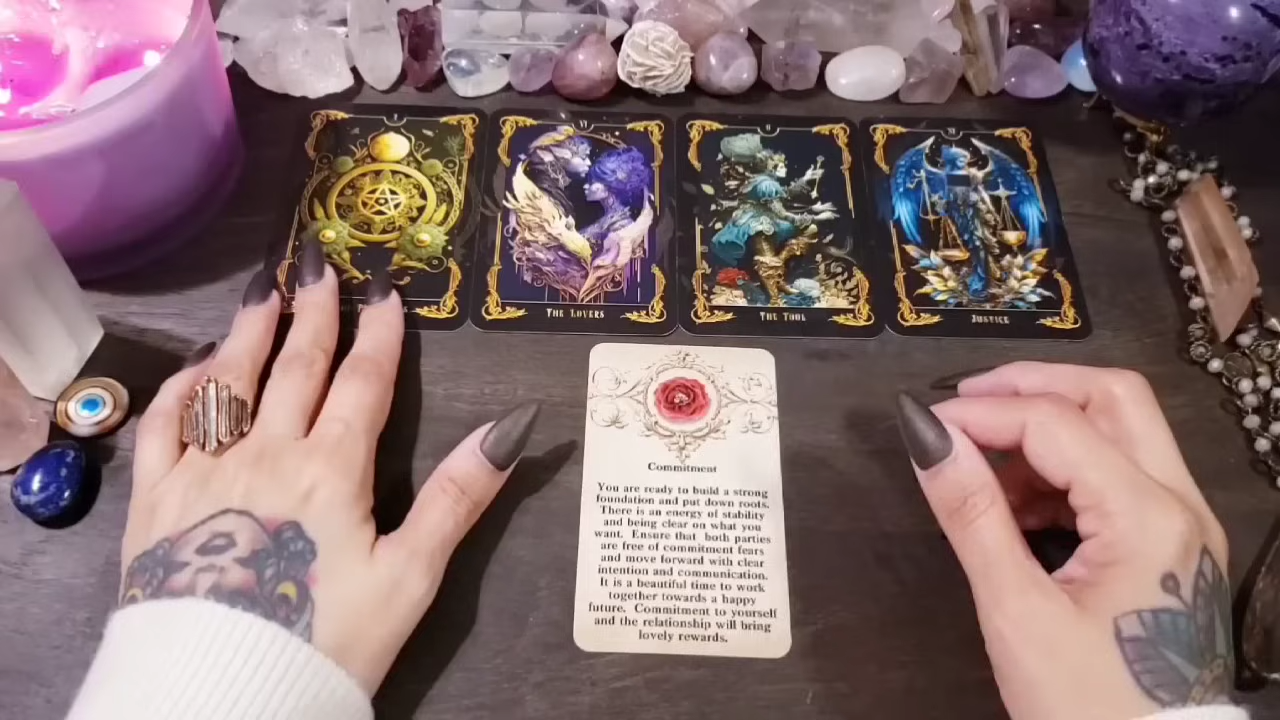 VI
THE LOVERS
THE FOOL
JUSTICE
Commitment
You are ready to build a strong
foundation and put down roots.
There is an energy of stability
and being clear on what you
want. Ensure that both parties
are free of commitment fears
and move forward with clear
intention and communication.
It is a beautiful time to work
together towards a happy
future. Commitment to yourself
and the relationship will bring
lovely rewards.